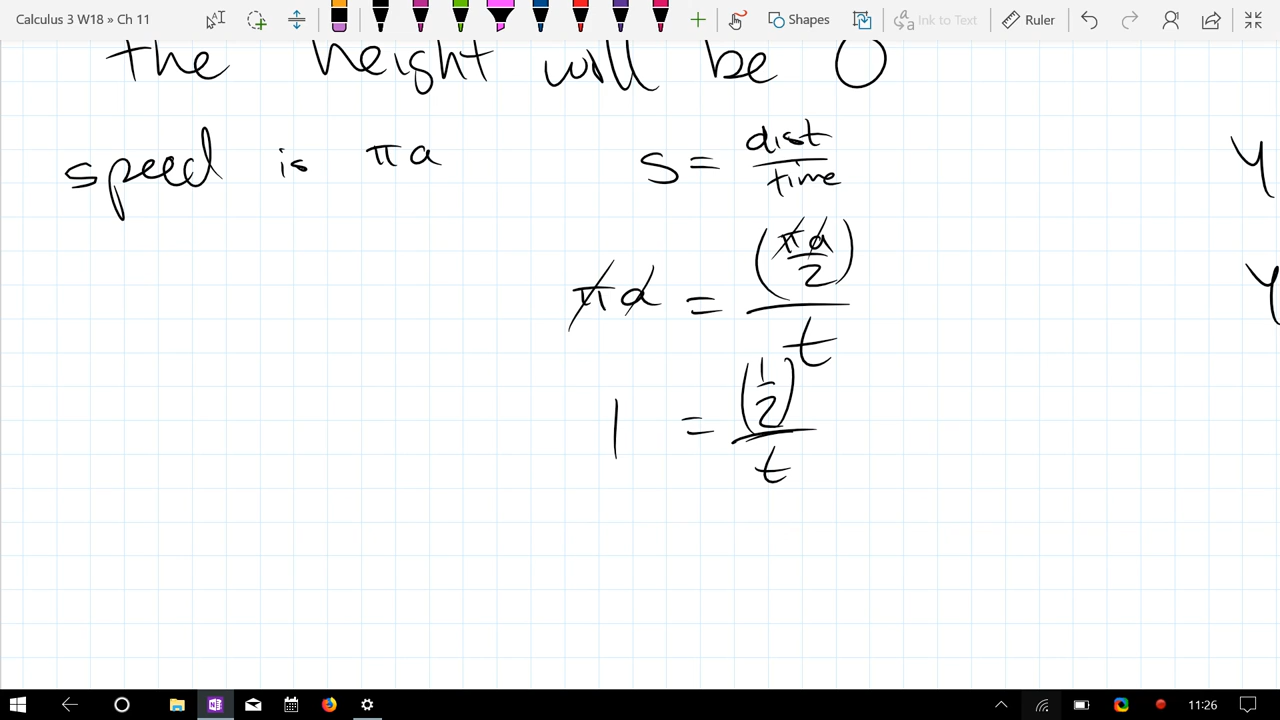 Calculus 3 W18 » Ch 11
Shapes
Ink to Text
Ruler
the height will be 0
speed is πa
s = dist/time
πa = (πa/2)/t
1 = (1/2)/t
y
y
11:26